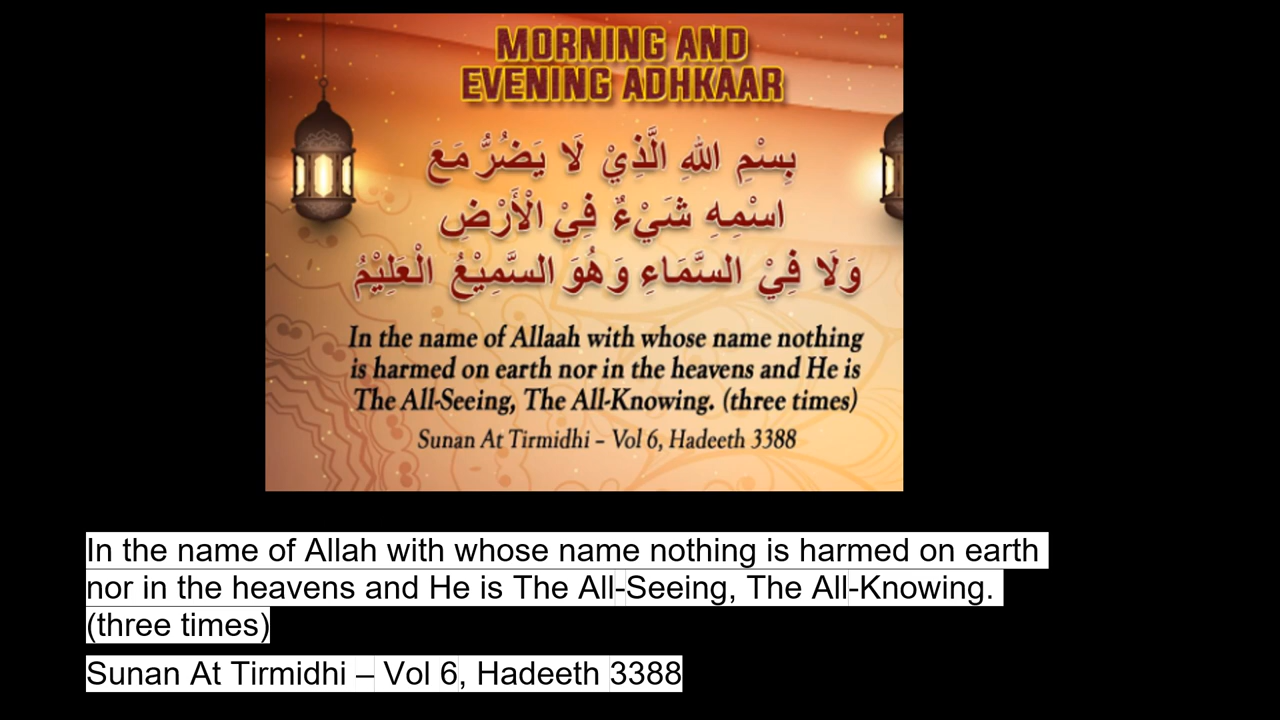 MORNING AND
EVENING ADHKAAR
بِسْمِ اللهِ الَّذِيْ لَا يَضُرُّ مَعَ
اسْمِهِ شَيْءٌ فِيْ الْأَرْضِ
وَلَا فِيْ السَّمَاءِ وَهُوَ السَّمِيْعُ الْعَلِيْمُ
In the name of Allaah with whose name nothing
is harmed on earth nor in the heavens and He is
The All-Seeing, The All-Knowing. (three times)
Sunan At Tirmidhi – Vol 6, Hadeeth 3388
In the name of Allah with whose name nothing is harmed on earth
nor in the heavens and He is The All-Seeing, The All-Knowing.
(three times)
Sunan At Tirmidhi – Vol 6, Hadeeth 3388